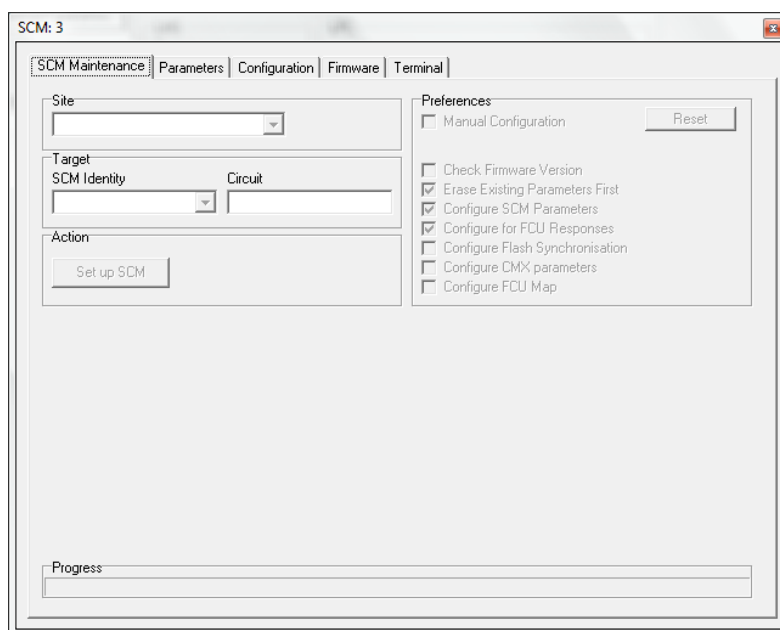 SCM: 3
SCM Maintenance Parameters Configuration Firmware Terminal
Site
Target
SCM Identity Circuit
Action
Set up SCM
Preferences
Manual Configuration Reset
Check Firmware Version
Erase Existing Parameters First
Configure SCM Parameters
Configure for FCU Responses
Configure Flash Synchronisation
Configure CMX parameters
Configure FCU Map
Progress